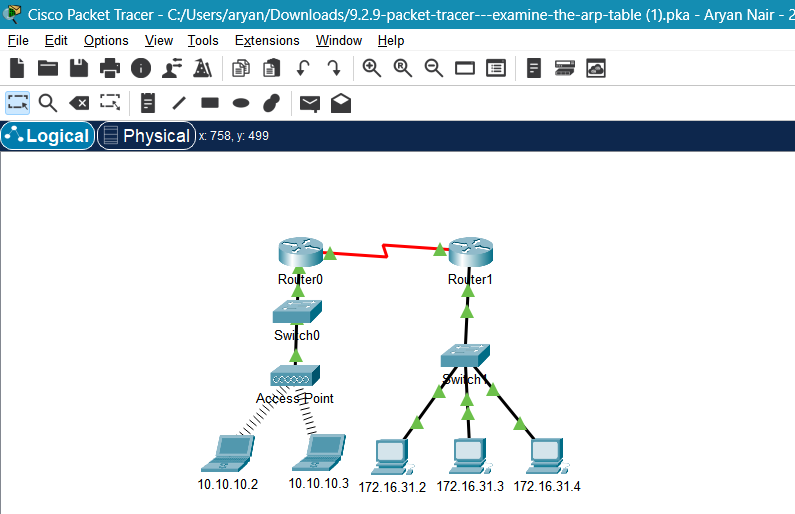 Cisco Packet Tracer - C:/Users/aryan/Downloads/9.2.9-packet-tracer---examine-the-arp-table (1).pka - Aryan Nair - 2
File Edit Options View Tools Extensions Window Help
Logical Physical x: 758, y: 499
Router0 Router1
Switch0
Switch1
Access Point
10.10.10.2 10.10.10.3 172.16.31.2 172.16.31.3 172.16.31.4